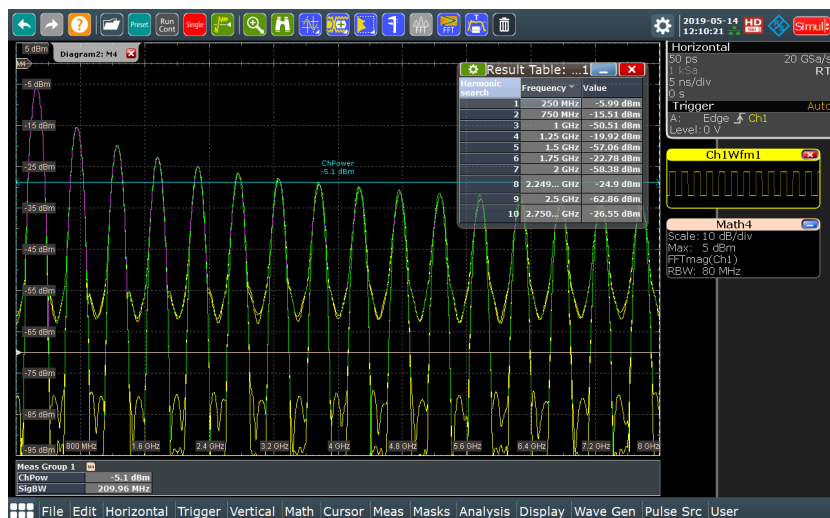 Preset
Run
Cont
Single
FFT
FFT
2019-05-14
12:10:21
HD
Simul
5 dBm
Diagram2: M4
M4
-5 dBm
-15 dBm
-25 dBm
-35 dBm
-45 dBm
-55 dBm
-65 dBm
-75 dBm
-85 dBm
-95 dBm
800 MHz
1.6 GHz
2.4 GHz
3.2 GHz
4 GHz
4.8 GHz
5.6 GHz
6.4 GHz
7.2 GHz
8 GHz
ChPower
-5.1 dBm
Result Table: ...1
Harmonic search Frequency Value
1 250 MHz -5.99 dBm
2 750 MHz -15.51 dBm
3 1 GHz -50.51 dBm
4 1.25 GHz -19.92 dBm
5 1.5 GHz -57.06 dBm
6 1.75 GHz -22.78 dBm
7 2 GHz -58.38 dBm
8 2.249... GHz -24.9 dBm
9 2.5 GHz -62.86 dBm
10 2.750... GHz -26.55 dBm
Horizontal
50 ps 20 GSa/s
1 kSa RT
5 ns/div
0 s
Trigger Auto
A: Edge Ch1
Level: 0 V
Ch1Wfm1
Math4
Scale: 10 dB/div
Max: 5 dBm
FFTmag(Ch1)
RBW: 80 MHz
Meas Group 1 M4
ChPow -5.1 dBm
SigBW 209.96 MHz
File Edit Horizontal Trigger Vertical Math Cursor Meas Masks Analysis Display Wave Gen Pulse Src User